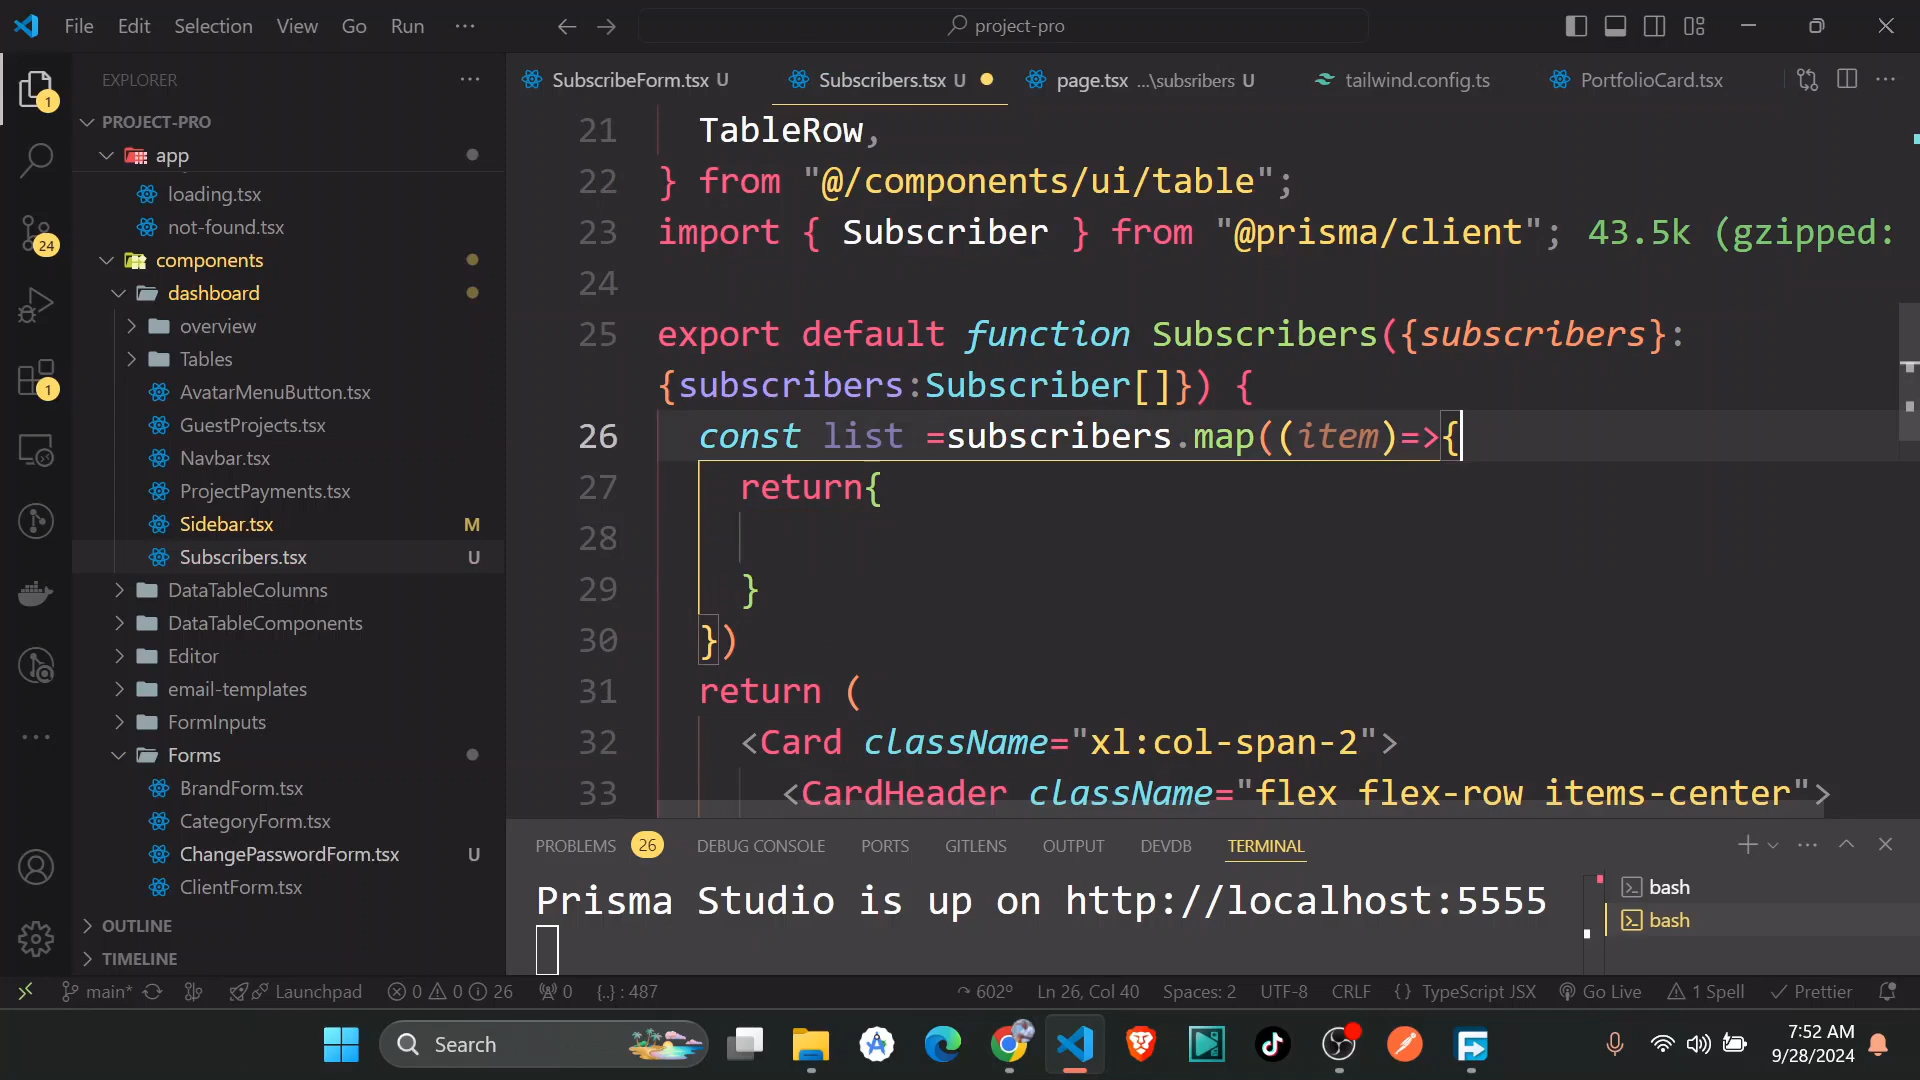 File Edit Selection View Go Run ···
project-pro
EXPLORER
PROJECT-PRO
app
loading.tsx
not-found.tsx
components
dashboard
overview
Tables
AvatarMenuButton.tsx
GuestProjects.tsx
Navbar.tsx
ProjectPayments.tsx
Sidebar.tsx M
Subscribers.tsx U
DataTableColumns
DataTableComponents
Editor
email-templates
FormInputs
Forms
BrandForm.tsx
CategoryForm.tsx
ChangePasswordForm.tsx U
ClientForm.tsx
OUTLINE
TIMELINE
1
24
1
SubscribeForm.tsx U
Subscribers.tsx U
page.tsx ...\subsribers U
tailwind.config.ts
PortfolioCard.tsx
21 TableRow,
22 } from "@/components/ui/table";
23 import { Subscriber } from "@prisma/client"; 43.5k (gzipped:
24
25 export default function Subscribers({subscribers}:
{subscribers:Subscriber[]}) {
26 const list =subscribers.map((item)=>{
27 return{
28
29 }
30 })
31 return (
32 <Card className="xl:col-span-2">
33 <CardHeader className="flex flex-row items-center">
PROBLEMS 26 DEBUG CONSOLE PORTS GITLENS OUTPUT DEVDB TERMINAL
Prisma Studio is up on http://localhost:5555
bash
bash
main* Launchpad 0 0 26 0 {..} : 487
602° Ln 26, Col 40 Spaces: 2 UTF-8 CRLF {} TypeScript JSX Go Live 1 Spell Prettier
Search
7:52 AM
9/28/2024